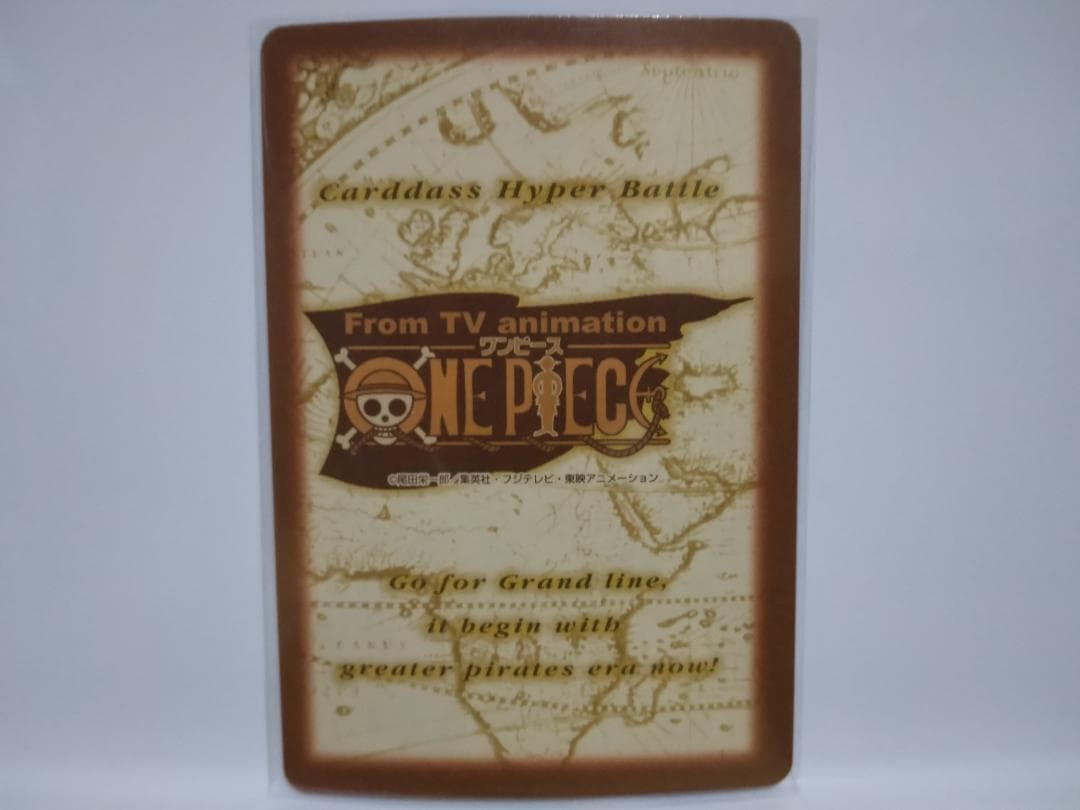 Septentrio
Carddass Hyper Battle
From TV animation
ワンピース
ONE PIECE
©尾田栄一郎/集英社・フジテレビ・東映アニメーション
Go for Grand line,
it begin with
greater pirates era now!